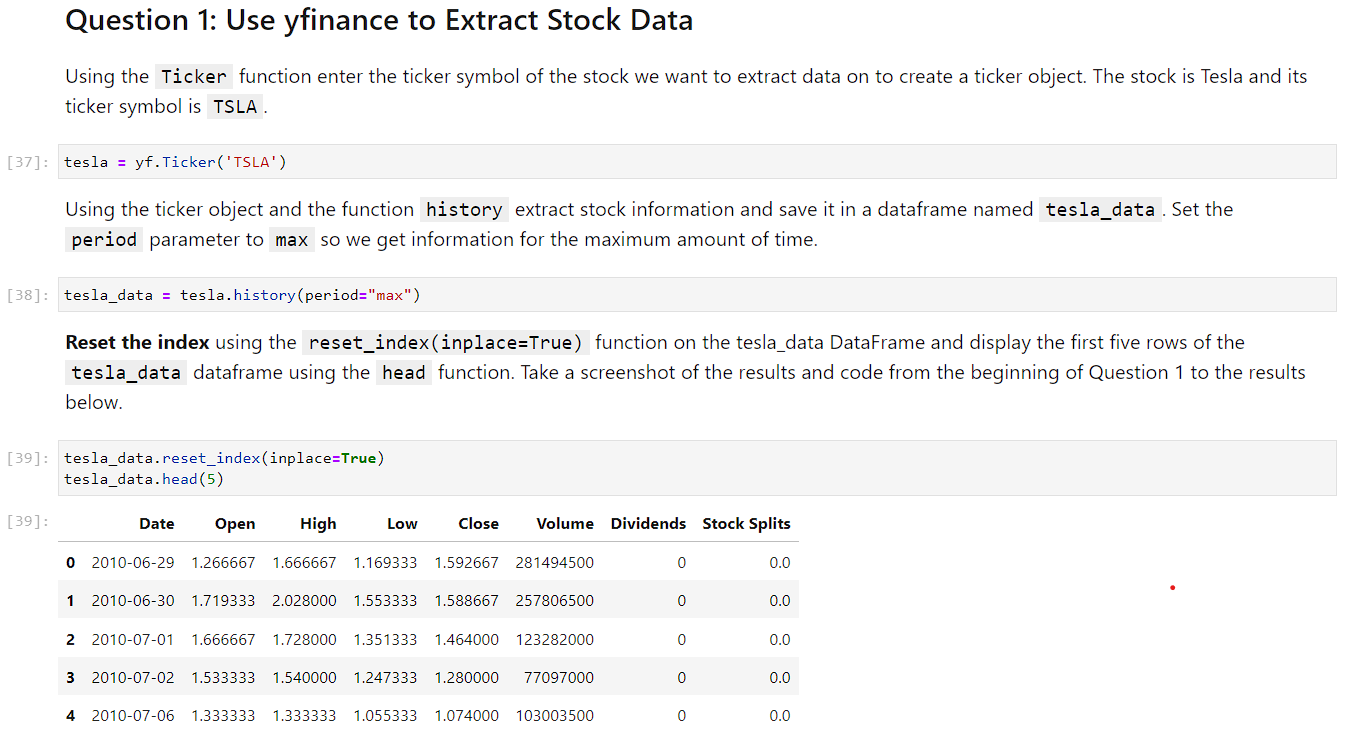 Question 1: Use yfinance to Extract Stock Data
Using the Ticker function enter the ticker symbol of the stock we want to extract data on to create a ticker object. The stock is Tesla and its
ticker symbol is TSLA.
[37]: tesla = yf.Ticker('TSLA')
Using the ticker object and the function history extract stock information and save it in a dataframe named tesla_data. Set the
period parameter to max so we get information for the maximum amount of time.
[38]: tesla_data = tesla.history(period="max")
Reset the index using the reset_index(inplace=True) function on the tesla_data DataFrame and display the first five rows of the
tesla_data dataframe using the head function. Take a screenshot of the results and code from the beginning of Question 1 to the results
below.
[39]: tesla_data.reset_index(inplace=True)
tesla_data.head(5)
[39]: Date Open High Low Close Volume Dividends Stock Splits
0 2010-06-29 1.266667 1.666667 1.169333 1.592667 281494500 0 0.0
1 2010-06-30 1.719333 2.028000 1.553333 1.588667 257806500 0 0.0
2 2010-07-01 1.666667 1.728000 1.351333 1.464000 123282000 0 0.0
3 2010-07-02 1.533333 1.540000 1.247333 1.280000 77097000 0 0.0
4 2010-07-06 1.333333 1.333333 1.055333 1.074000 103003500 0 0.0